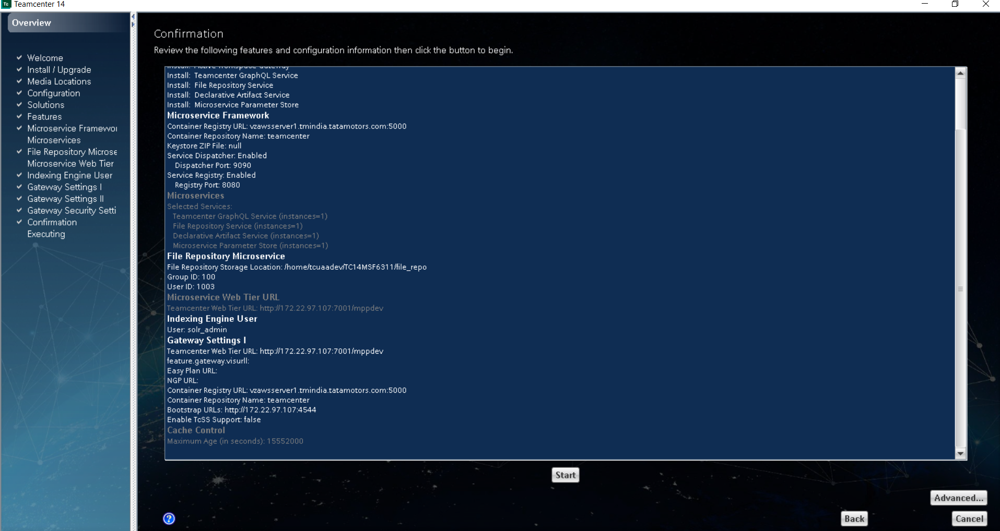 Teamcenter 14
Overview
Welcome
Install / Upgrade
Media Locations
Configuration
Solutions
Features
Microservice Framewor
Microservices
File Repository Microse
Microservice Web Tier
Indexing Engine User
Gateway Settings I
Gateway Settings II
Gateway Security Setti
Confirmation
Executing
Confirmation
Review the following features and configuration information then click the button to begin.
Install: Active Workspace Gateway
Install: Teamcenter GraphQL Service
Install: File Repository Service
Install: Declarative Artifact Service
Install: Microservice Parameter Store
Microservice Framework
Container Registry URL: vzawsserver1.tmindia.tatamotors.com:5000
Container Repository Name: teamcenter
Keystore ZIP File: null
Service Dispatcher: Enabled
Dispatcher Port: 9090
Service Registry: Enabled
Registry Port: 8080
Microservices
Selected Services:
Teamcenter GraphQL Service (instances=1)
File Repository Service (instances=1)
Declarative Artifact Service (instances=1)
Microservice Parameter Store (instances=1)
File Repository Microservice
File Repository Storage Location: /home/tcuaadev/TC14MSF6311/file_repo
Group ID: 100
User ID: 1003
Microservice Web Tier URL
Teamcenter Web Tier URL: http://172.22.97.107:7001/mppdev
Indexing Engine User
User: solr_admin
Gateway Settings I
Teamcenter Web Tier URL: http://172.22.97.107:7001/mppdev
feature.gateway.visurll:
Easy Plan URL:
NGP URL:
Container Registry URL: vzawsserver1.tmindia.tatamotors.com:5000
Container Repository Name: teamcenter
Bootstrap URLs: http://172.22.97.107:4544
Enable TcSS Support: false
Cache Control
Maximum Age (in seconds): 15552000
Start
Advanced...
Back
Cancel